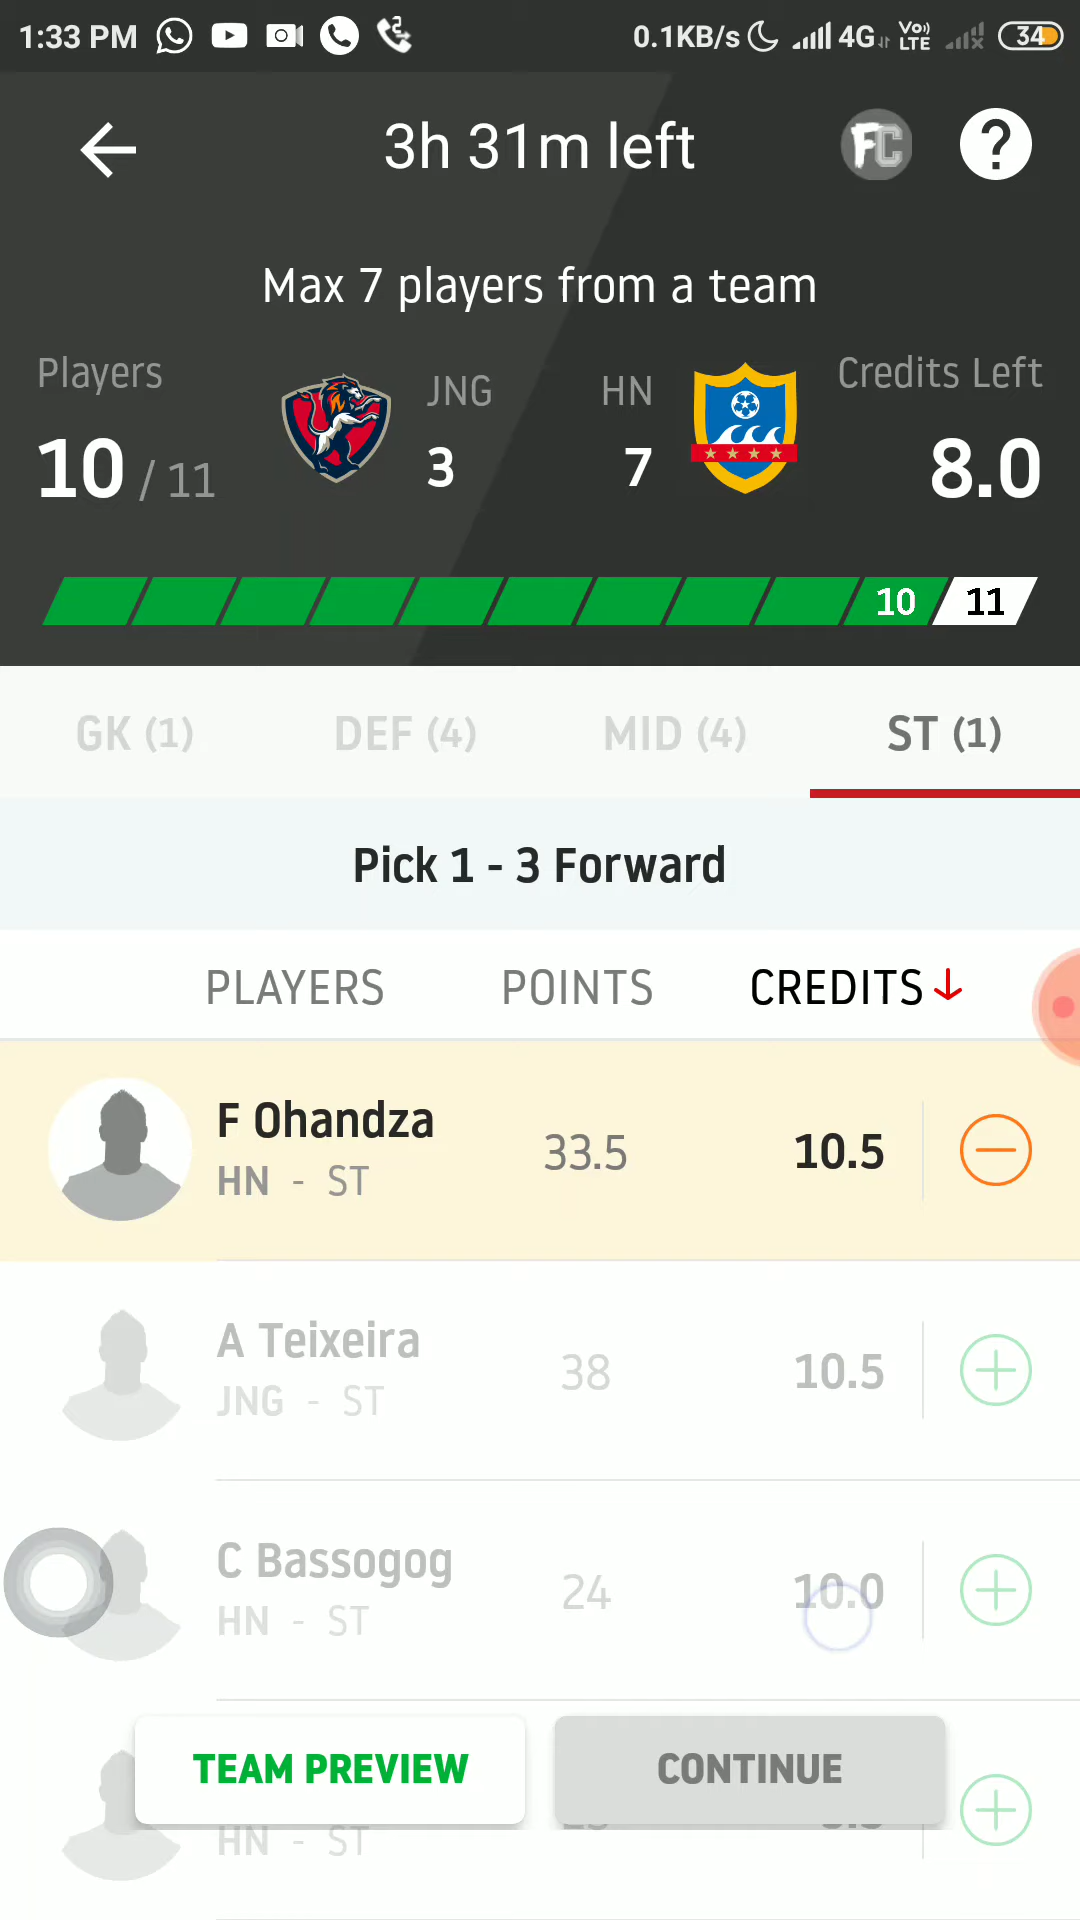 1:33 PM 0.1KB/s 4G Vo) LTE 34
3h 31m left FC ?
Max 7 players from a team
Players JNG HN Credits Left
10 / 11 3 7 8.0
10 11
GK (1) DEF (4) MID (4) ST (1)
Pick 1 - 3 Forward
PLAYERS POINTS CREDITS
F Ohandza 33.5 10.5
HN - ST
A Teixeira 38 10.5
JNG - ST
C Bassogog 24 10.0
HN - ST
TEAM PREVIEW CONTINUE
HN - ST